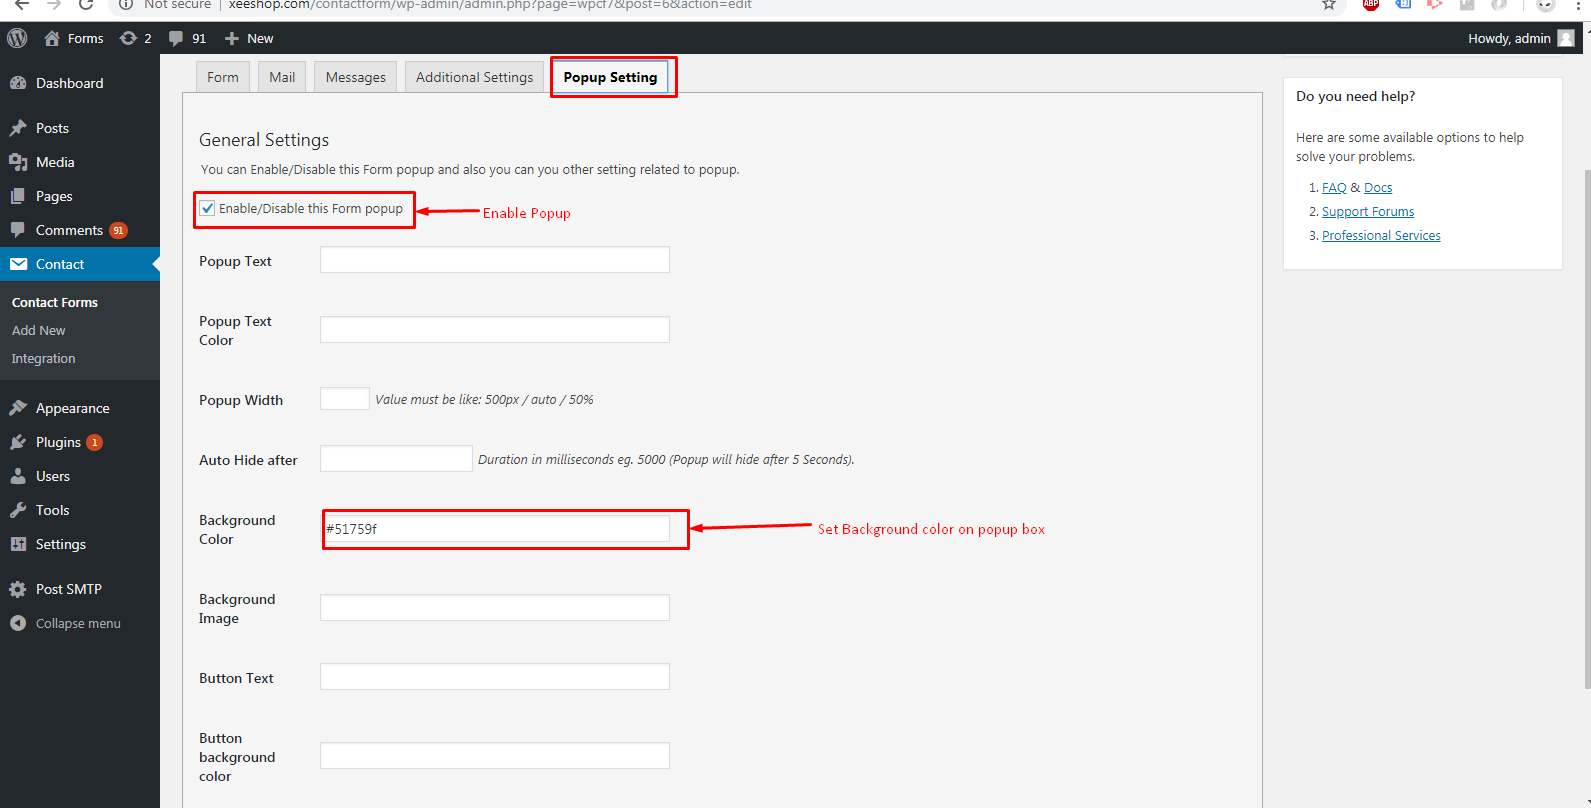 Not secure | xeeshop.com/contactform/wp-admin/admin.php?page=wpcf7&post=6&action=edit
ABP
Forms 2 91 New Howdy, admin
Dashboard
Posts
Media
Pages
Comments 91
Contact
Contact Forms
Add New
Integration
Appearance
Plugins 1
Users
Tools
Settings
Post SMTP
Collapse menu
Form Mail Messages Additional Settings Popup Setting
General Settings
You can Enable/Disable this Form popup and also you can you other setting related to popup.
Enable/Disable this Form popup Enable Popup
Popup Text
Popup Text
Color
Popup Width Value must be like: 500px / auto / 50%
Auto Hide after Duration in milliseconds eg. 5000 (Popup will hide after 5 Seconds).
Background
Color
#51759f Set Background color on popup box
Background
Image
Button Text
Button
background
color
Do you need help?
Here are some available options to help
solve your problems.
1. FAQ & Docs
2. Support Forums
3. Professional Services